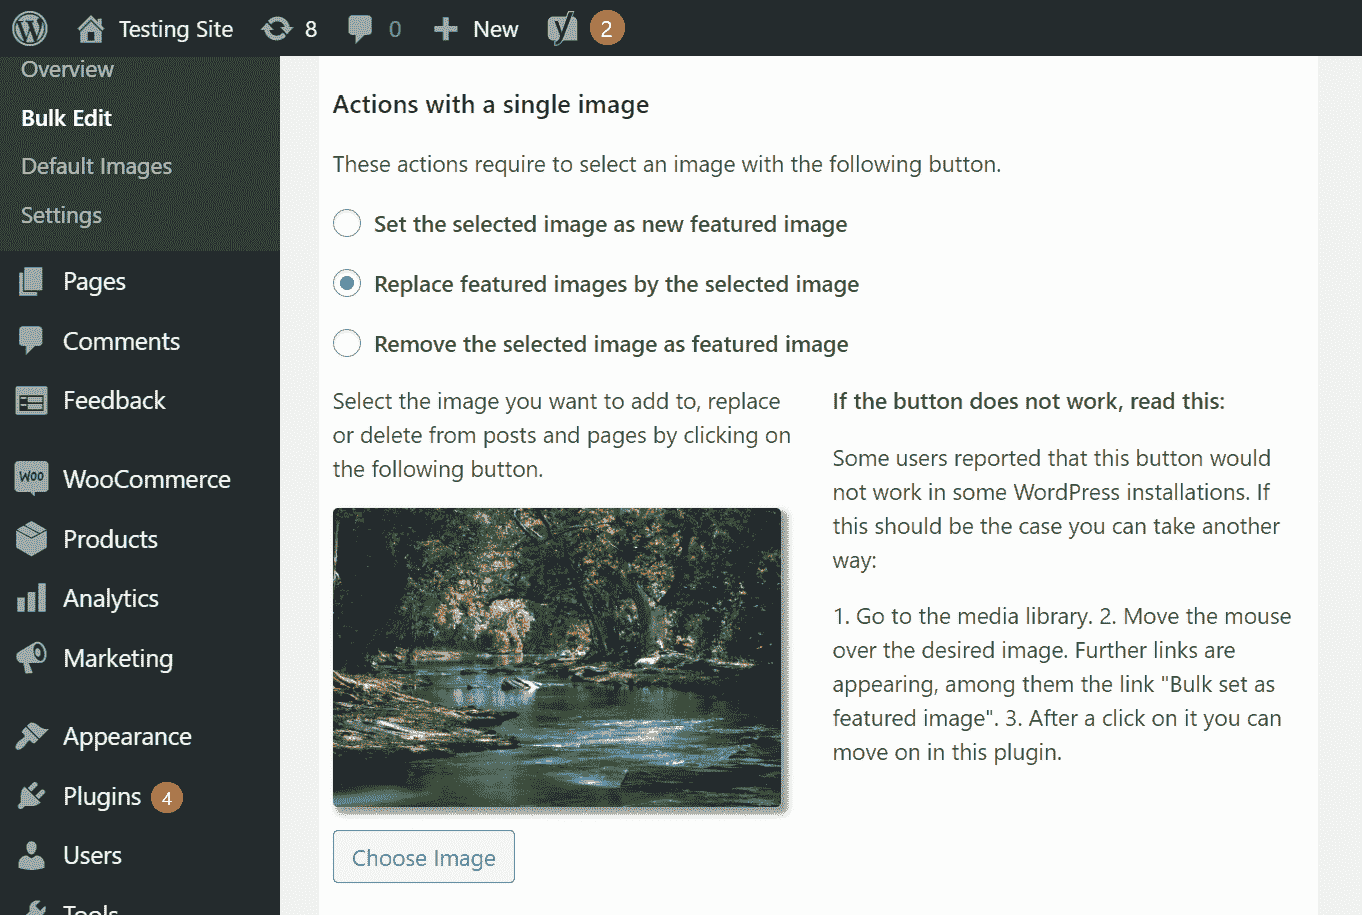 Testing Site 8 0 New 2
Overview
Bulk Edit
Default Images
Settings
Pages
Comments
Feedback
WOO WooCommerce
Products
Analytics
Marketing
Appearance
Plugins 4
Users
Tools
Actions with a single image
These actions require to select an image with the following button.
Set the selected image as new featured image
Replace featured images by the selected image
Remove the selected image as featured image
Select the image you want to add to, replace
or delete from posts and pages by clicking on
the following button.
Choose Image
If the button does not work, read this:
Some users reported that this button would
not work in some WordPress installations. If
this should be the case you can take another
way:
1. Go to the media library. 2. Move the mouse
over the desired image. Further links are
appearing, among them the link "Bulk set as
featured image". 3. After a click on it you can
move on in this plugin.